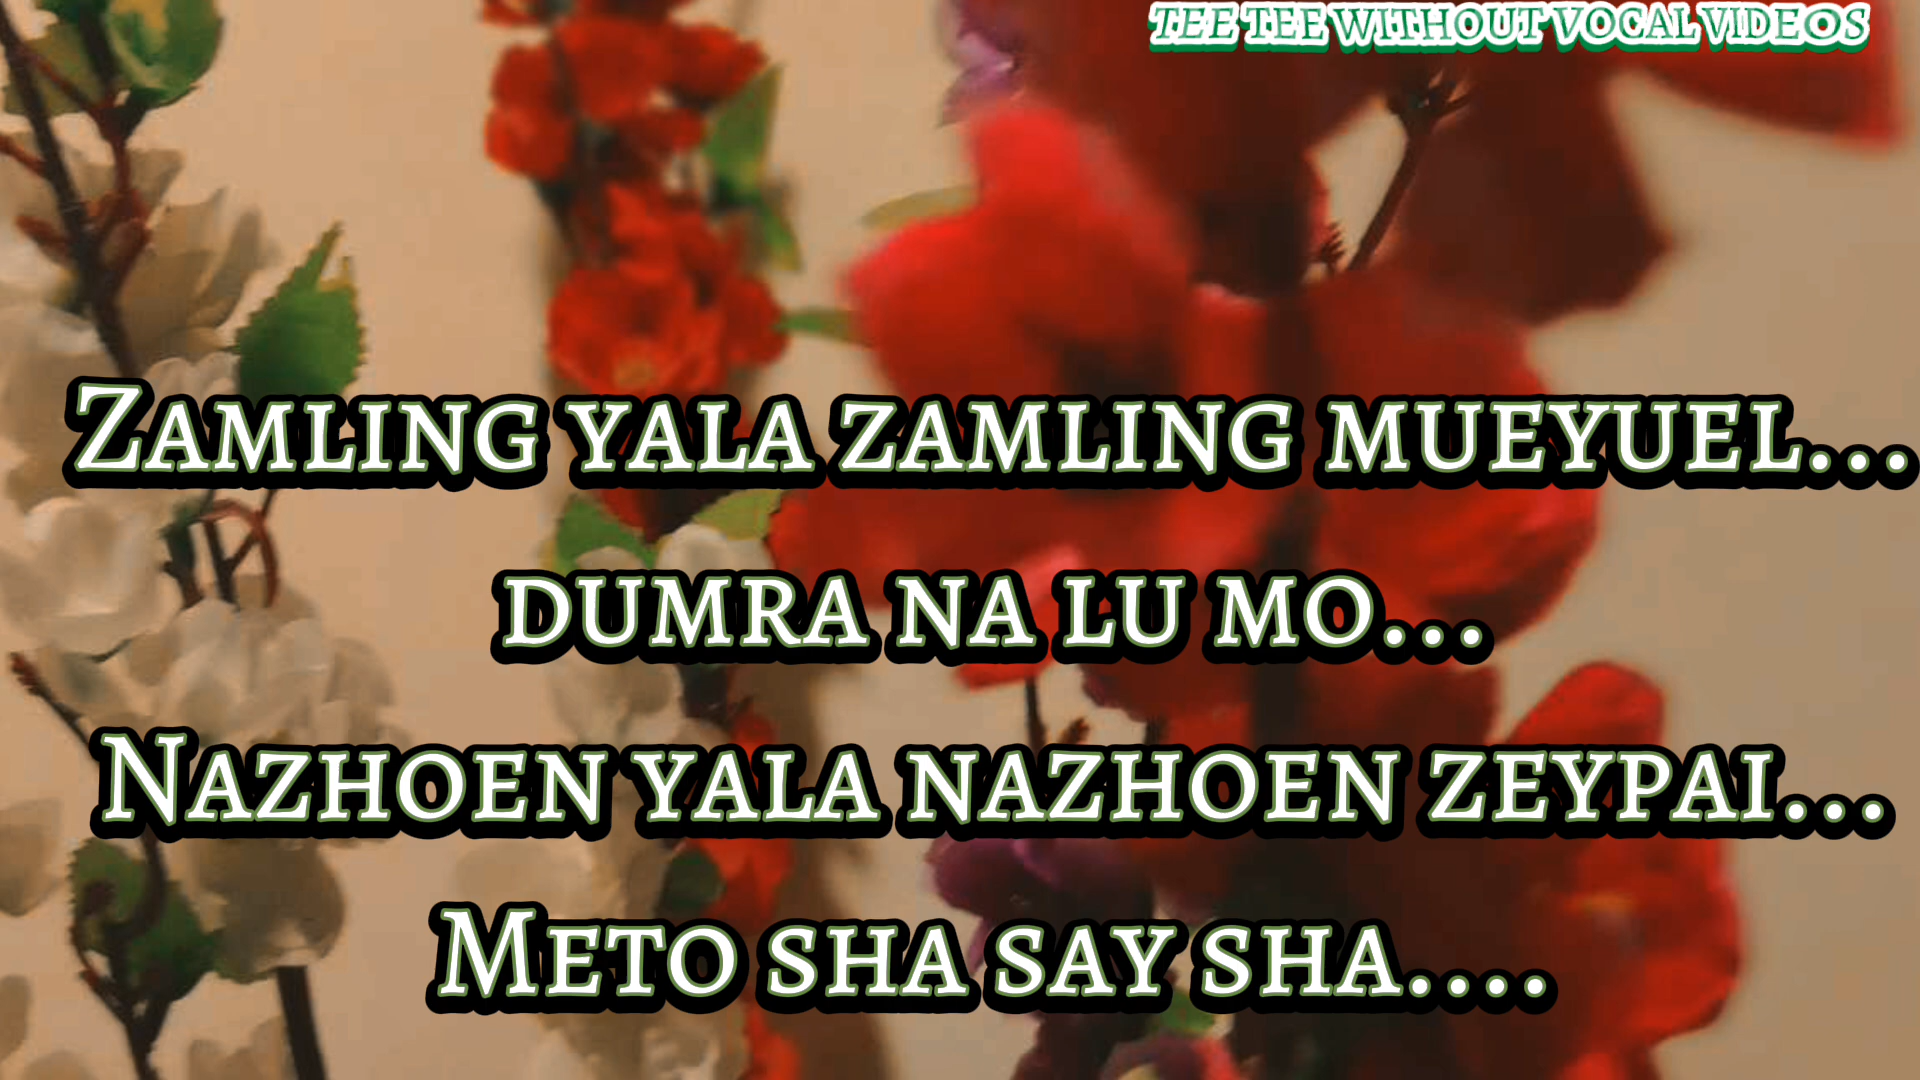 TEE TEE WITHOUT VOCAL VIDEOS
Zamling yala zamling mueyuel...
dumra na lu mo...
Nazhoen yala nazhoen zeypai...
Meto sha say sha....